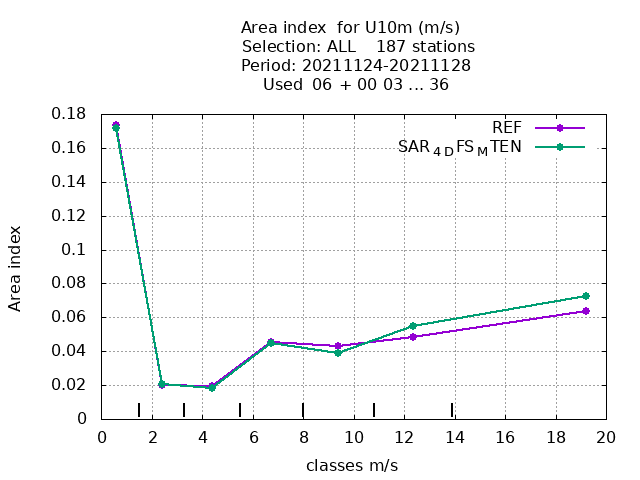 Area index  for U10m (m/s)
Selection: ALL    187 stations
Period: 20211124-20211128
Used  06  + 00 03 ... 36
0.18
REF
SAR4DFSMTEN
0.16
0.14
0.12
0.1
0.08
0.06
0.04
0.02
0
Area index
0 2 4 6 8 10 12 14 16 18 20
classes m/s